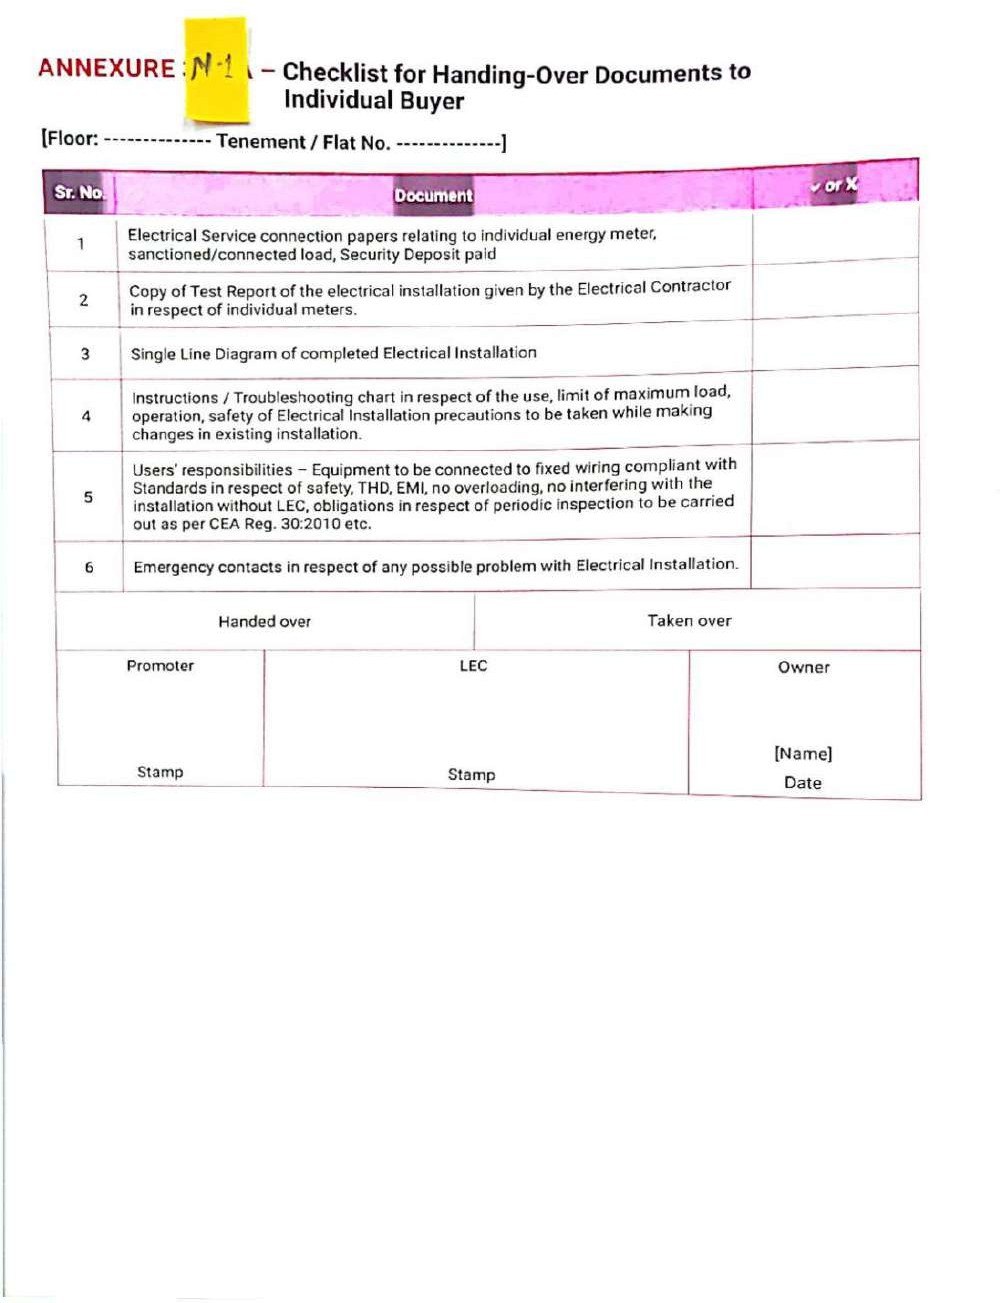 ANNEXURE : N-1 – Checklist for Handing-Over Documents to
Individual Buyer
[Floor: -------------- Tenement / Flat No. --------------]
Sr. No. Document ✓ or X
1 Electrical Service connection papers relating to individual energy meter,
sanctioned/connected load, Security Deposit paid
2 Copy of Test Report of the electrical installation given by the Electrical Contractor
in respect of individual meters.
3 Single Line Diagram of completed Electrical Installation
4 Instructions / Troubleshooting chart in respect of the use, limit of maximum load,
operation, safety of Electrical Installation precautions to be taken while making
changes in existing installation.
5 Users' responsibilities – Equipment to be connected to fixed wiring compliant with
Standards in respect of safety, THD, EMI, no overloading, no interfering with the
installation without LEC, obligations in respect of periodic inspection to be carried
out as per CEA Reg. 30:2010 etc.
6 Emergency contacts in respect of any possible problem with Electrical Installation.
Handed over Taken over
Promoter LEC Owner
[Name]
Stamp Stamp Date